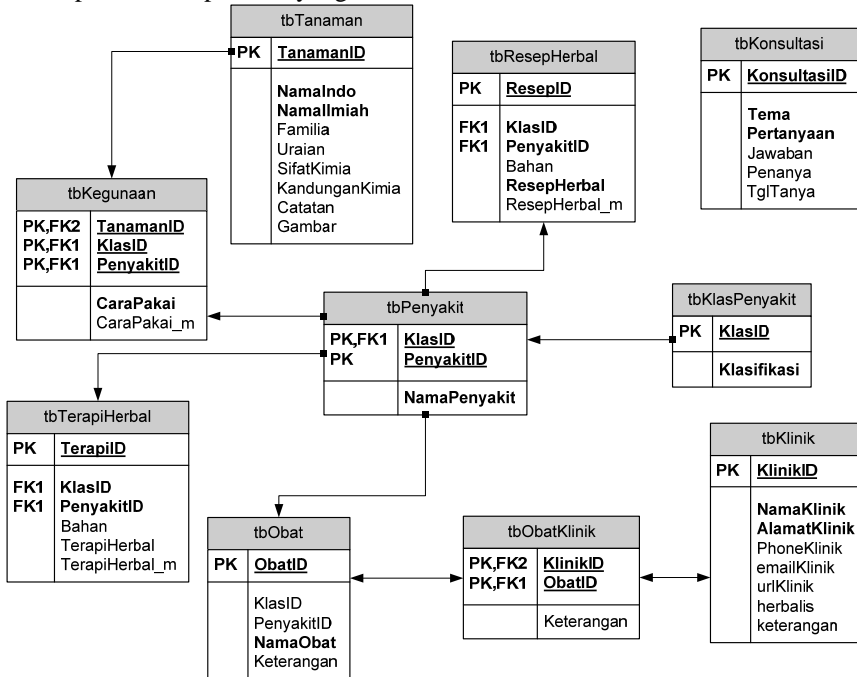 tbTanaman
PK TanamanID
NamaIndo
NamaIlmiah
Familia
Uraian
SifatKimia
KandunganKimia
Catatan
Gambar
tbResepHerbal
PK ResepID
FK1 KlasID
FK1 PenyakitID
Bahan
ResepHerbal
ResepHerbal_m
tbKonsultasi
PK KonsultasiID
Tema
Pertanyaan
Jawaban
Penanya
TglTanya
tbKegunaan
PK,FK2 TanamanID
PK,FK1 KlasID
PK,FK1 PenyakitID
CaraPakai
CaraPakai_m
tbPenyakit
PK,FK1 KlasID
PK PenyakitID
NamaPenyakit
tbKlasPenyakit
PK KlasID
Klasifikasi
tbTerapiHerbal
PK TerapiID
FK1 KlasID
FK1 PenyakitID
Bahan
TerapiHerbal
TerapiHerbal_m
tbObat
PK ObatID
KlasID
PenyakitID
NamaObat
Keterangan
tbObatKlinik
PK,FK2 KlinikID
PK,FK1 ObatID
Keterangan
tbKlinik
PK KlinikID
NamaKlinik
AlamatKlinik
PhoneKlinik
emailKlinik
urlKlinik
herbalis
keterangan